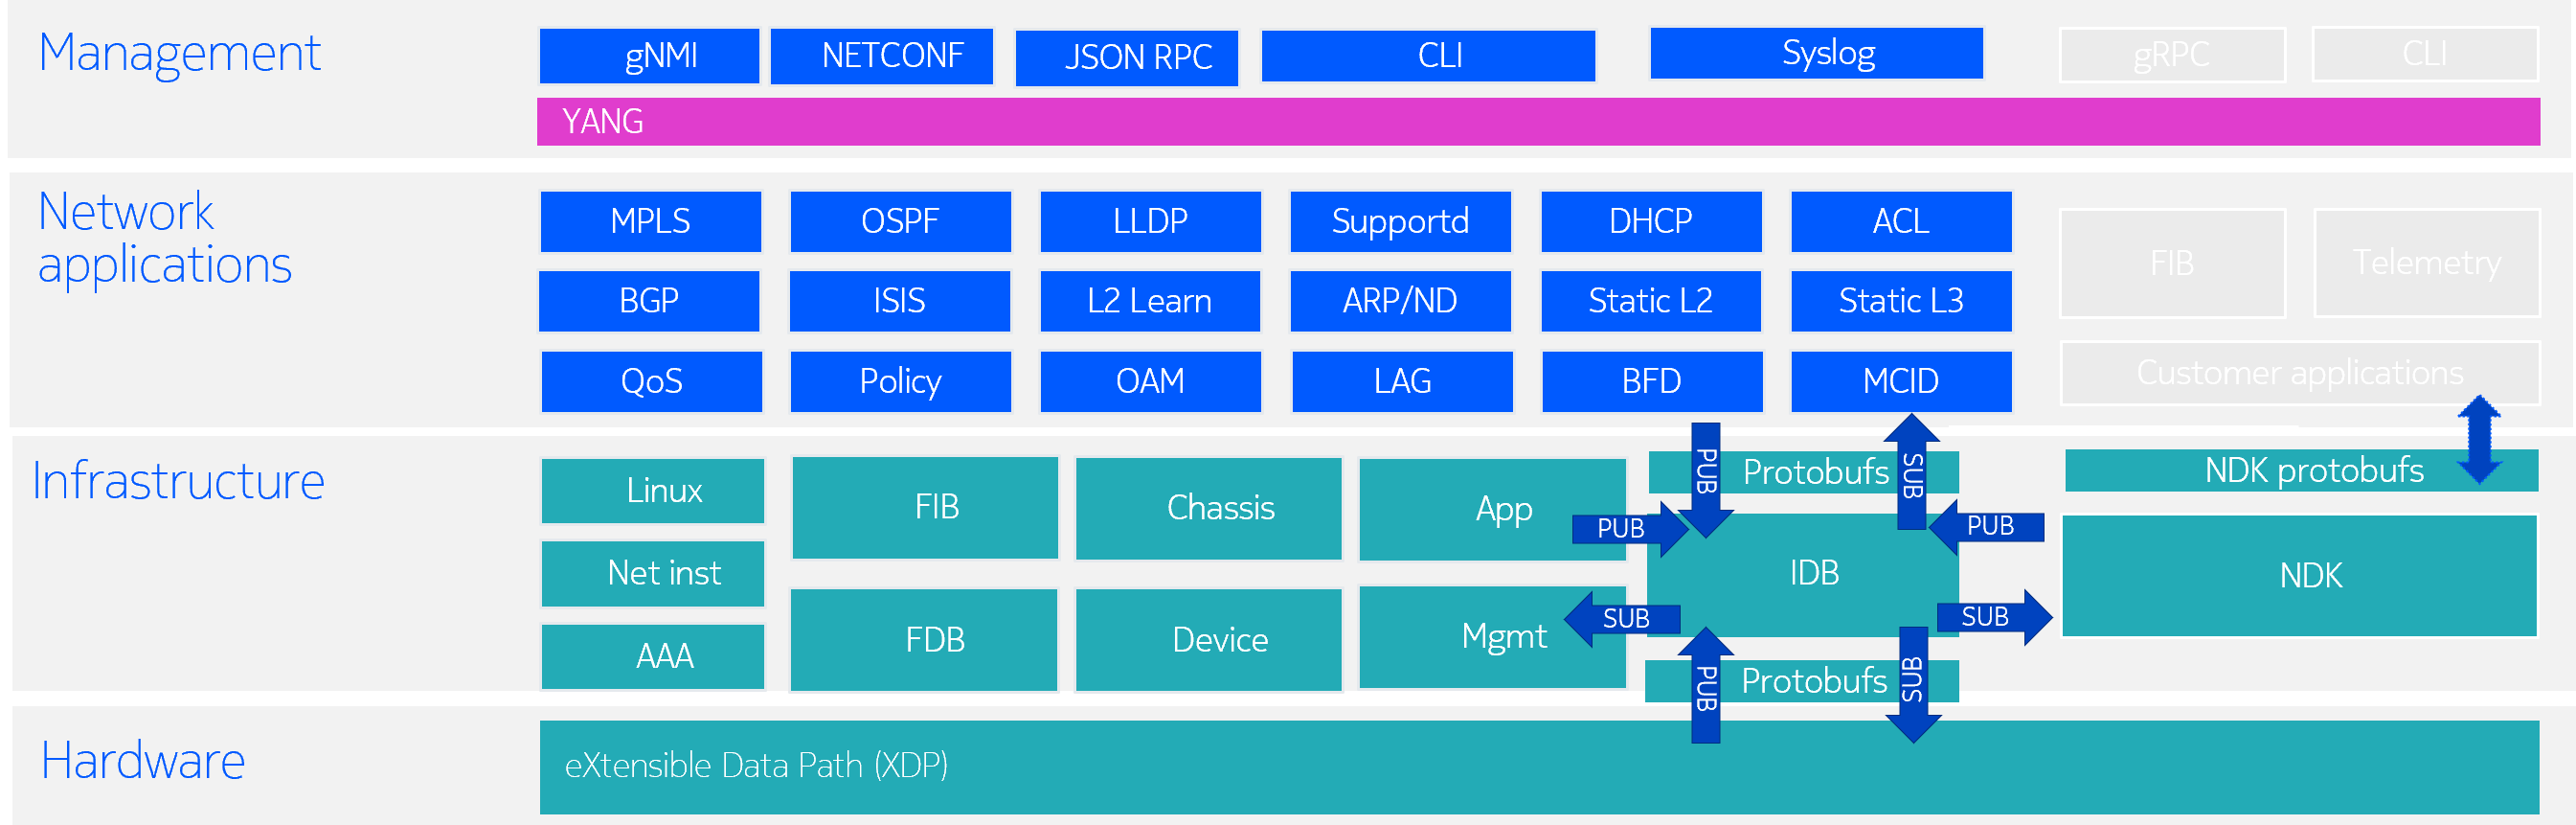 Management
gNMI
NETCONF
JSON RPC
CLI
Syslog
gRPC
CLI
YANG
Network
applications
MPLS
OSPF
LLDP
Supportd
DHCP
ACL
FIB
Telemetry
BGP
ISIS
L2 Learn
ARP/ND
Static L2
Static L3
QoS
Policy
OAM
LAG
BFD
MCID
Customer applications
Infrastructure
Linux
Net inst
AAA
FIB
FDB
Chassis
Device
App
Mgmt
PUB
SUB
PUB
Protobufs
SUB
IDB
PUB
SUB
PUB
Protobufs
SUB
NDK protobufs
NDK
Hardware
eXtensible Data Path (XDP)